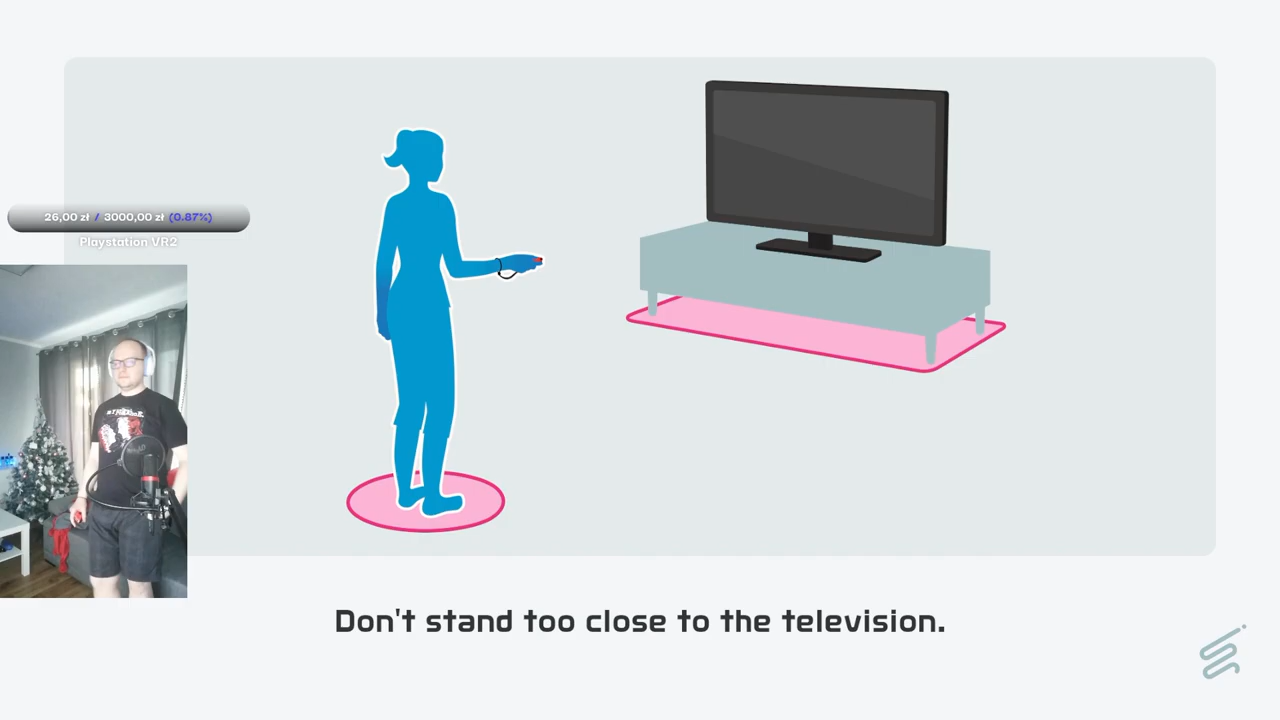 26,00 zł / 3000,00 zł (0.87%)
Playstation VR2
Don't stand too close to the television.